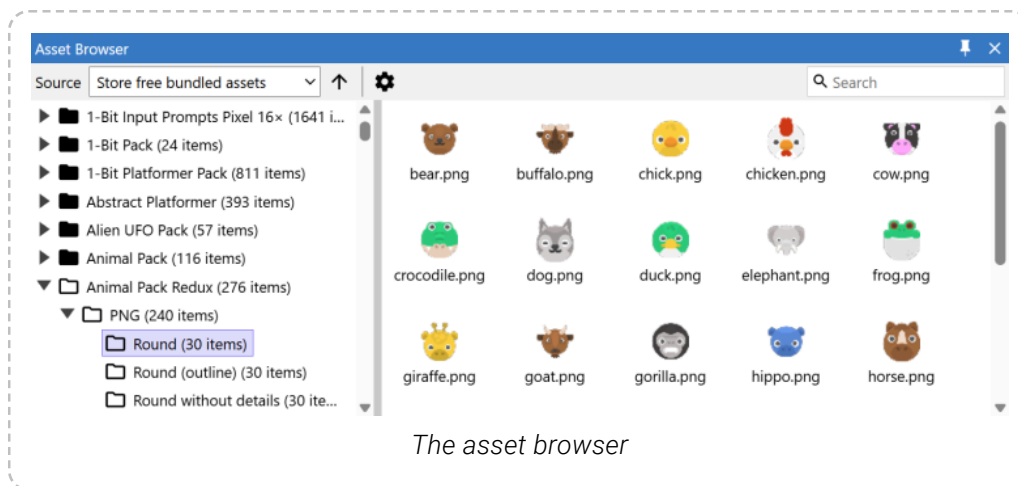 Asset Browser
Source Store free bundled assets Search
1-Bit Input Prompts Pixel 16× (1641 i...
1-Bit Pack (24 items)
1-Bit Platformer Pack (811 items)
Abstract Platformer (393 items)
Alien UFO Pack (57 items)
Animal Pack (116 items)
Animal Pack Redux (276 items)
PNG (240 items)
Round (30 items)
Round (outline) (30 items)
Round without details (30 ite...
bear.png buffalo.png chick.png chicken.png cow.png
crocodile.png dog.png duck.png elephant.png frog.png
giraffe.png goat.png gorilla.png hippo.png horse.png
The asset browser